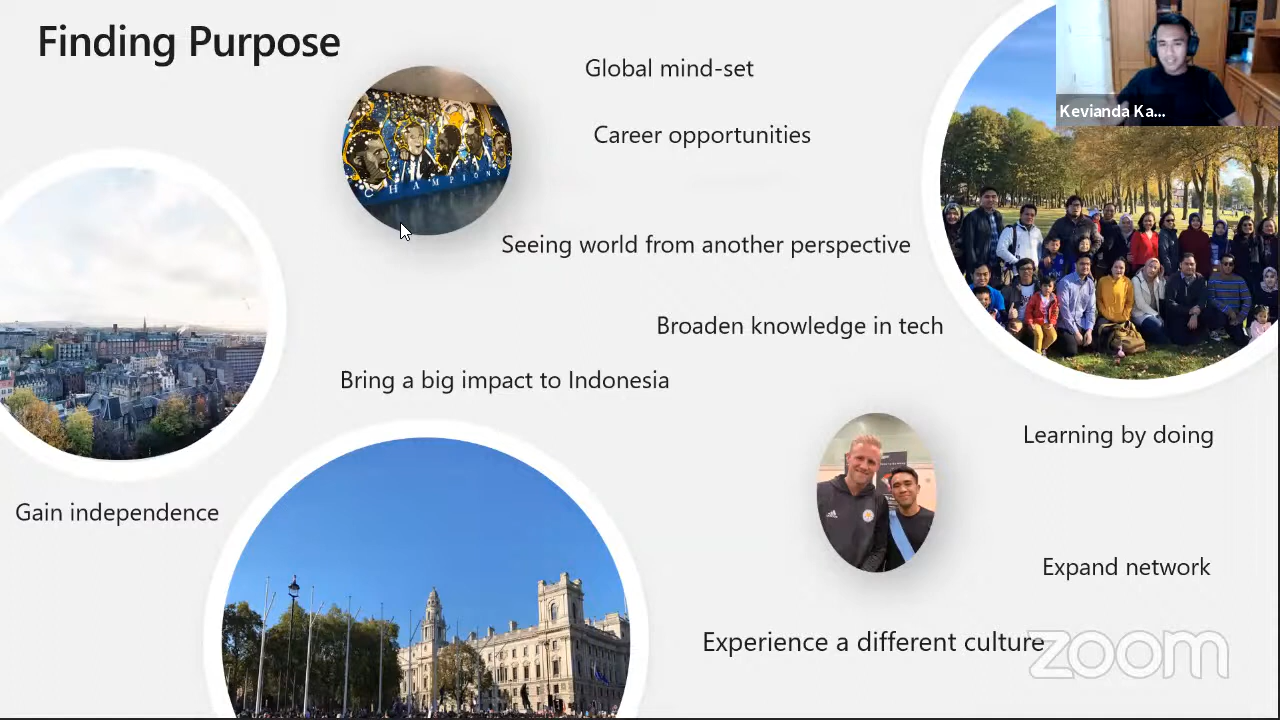 Finding Purpose
Global mind-set
Kevianda Ka...
Career opportunities
CHAMPIONS
Seeing world from another perspective
Broaden knowledge in tech
Bring a big impact to Indonesia
Learning by doing
Gain independence
Expand network
Experience a different culture
zoom